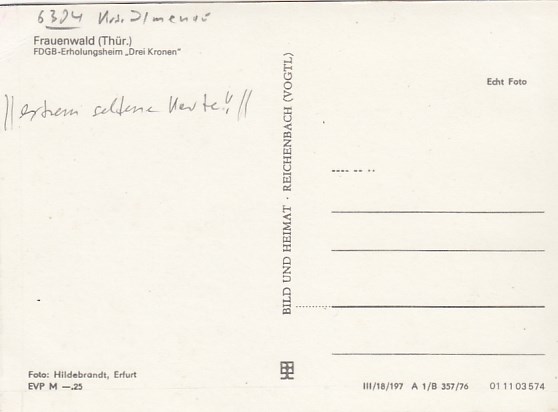 6304 Krs. Ilmenau
Frauenwald (Thür.)
FDGB-Erholungsheim „Drei Kronen"
//extrem seltene Karte!!//
Echt Foto
BILD UND HEIMAT · REICHENBACH (VOGTL)
Foto: Hildebrandt, Erfurt
EVP M —.25
III/18/197 A 1/B 357/76 01 11 03 574